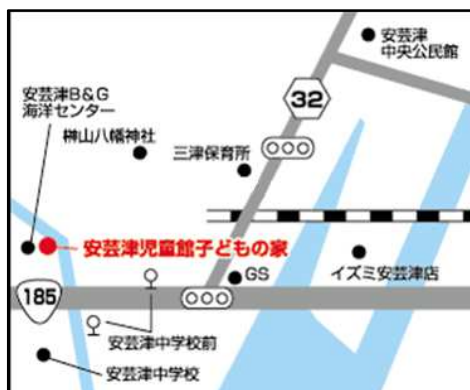 安芸津
中央公民館
32
安芸津B&G
海洋センター
榊山八幡神社
三津保育所
安芸津児童館子どもの家
イズミ安芸津店
GS
185
安芸津中学校前
安芸津中学校